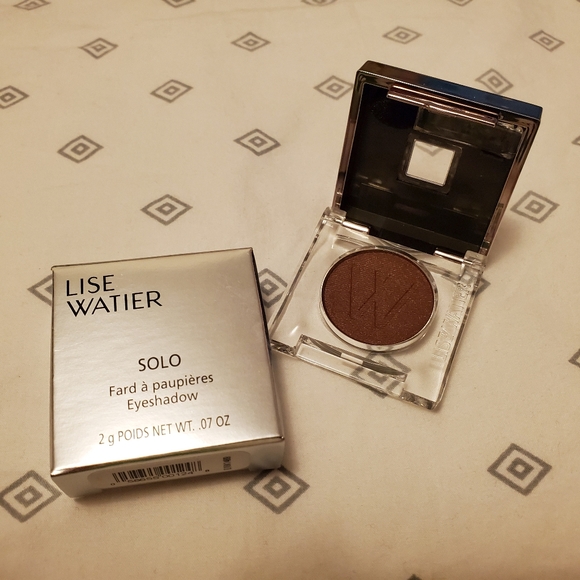 LISE
WATIER
SOLO
Fard à paupières
Eyeshadow
2 g POIDS NET WT. .07 OZ
W